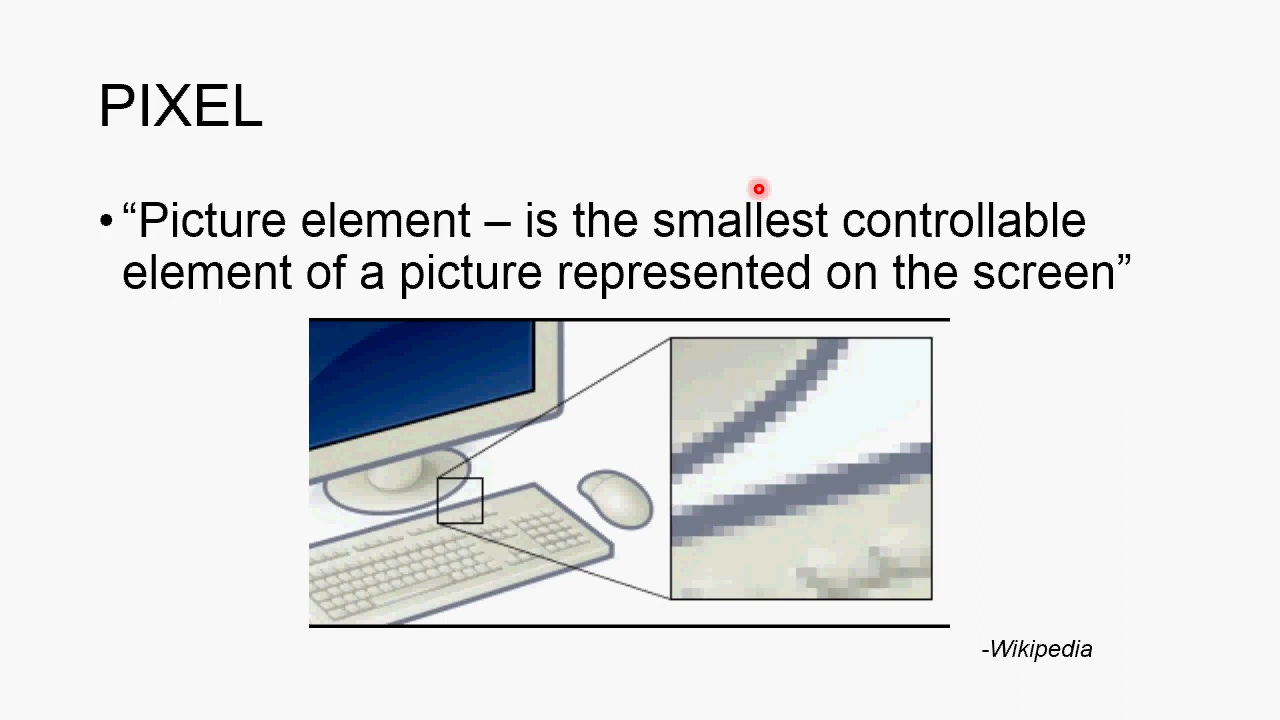 PIXEL
•“Picture element – is the smallest controllable
element of a picture represented on the screen”
-Wikipedia